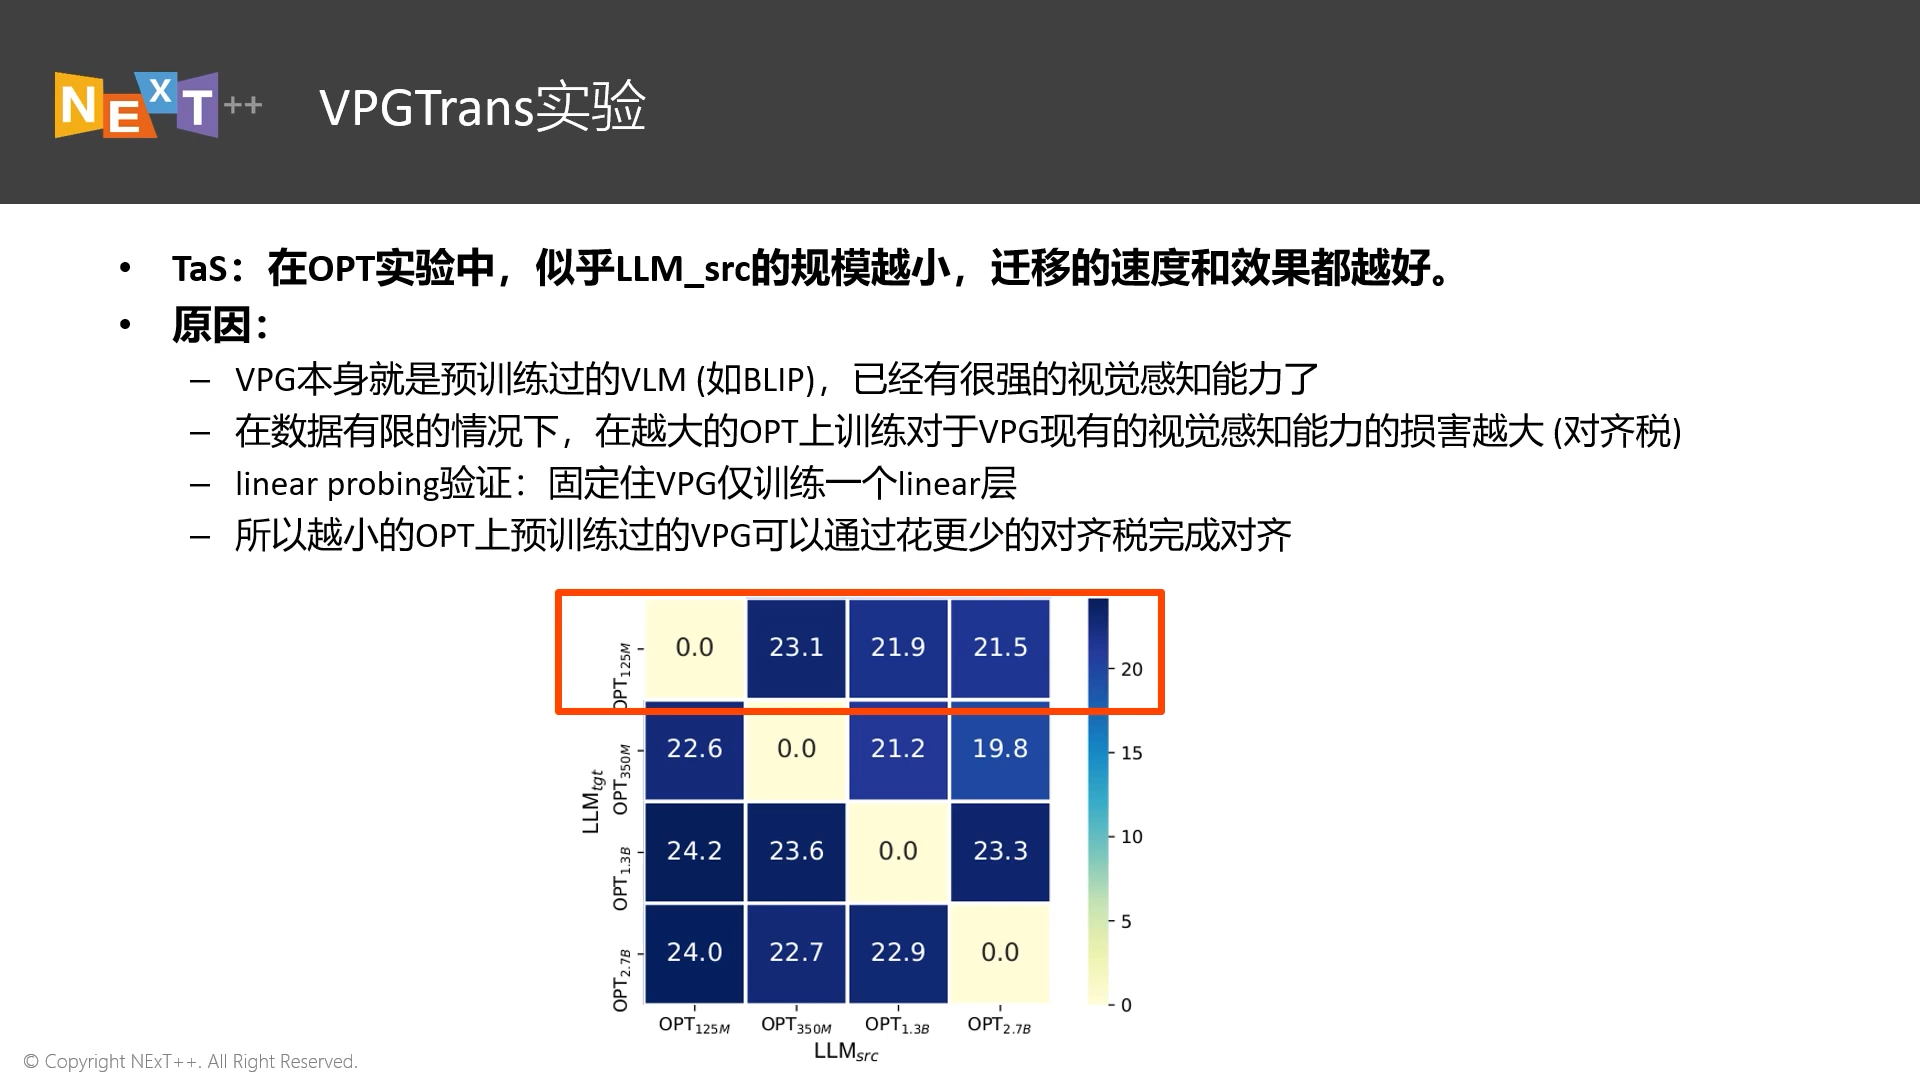 NExT++ VPGTrans实验
• TaS：在OPT实验中，似乎LLM_src的规模越小，迁移的速度和效果都越好。
• 原因：
– VPG本身就是预训练过的VLM (如BLIP)，已经有很强的视觉感知能力了
– 在数据有限的情况下，在越大的OPT上训练对于VPG现有的视觉感知能力的损害越大 (对齐税)
– linear probing验证：固定住VPG仅训练一个linear层
– 所以越小的OPT上预训练过的VPG可以通过花更少的对齐税完成对齐
OPT125M 0.0 23.1 21.9 21.5
OPT350M 22.6 0.0 21.2 19.8
OPT1.3B 24.2 23.6 0.0 23.3
OPT2.7B 24.0 22.7 22.9 0.0
LLMtgt
OPT125M OPT350M OPT1.3B OPT2.7B
LLMsrc
20
15
10
5
0
© Copyright NExT++. All Right Reserved.